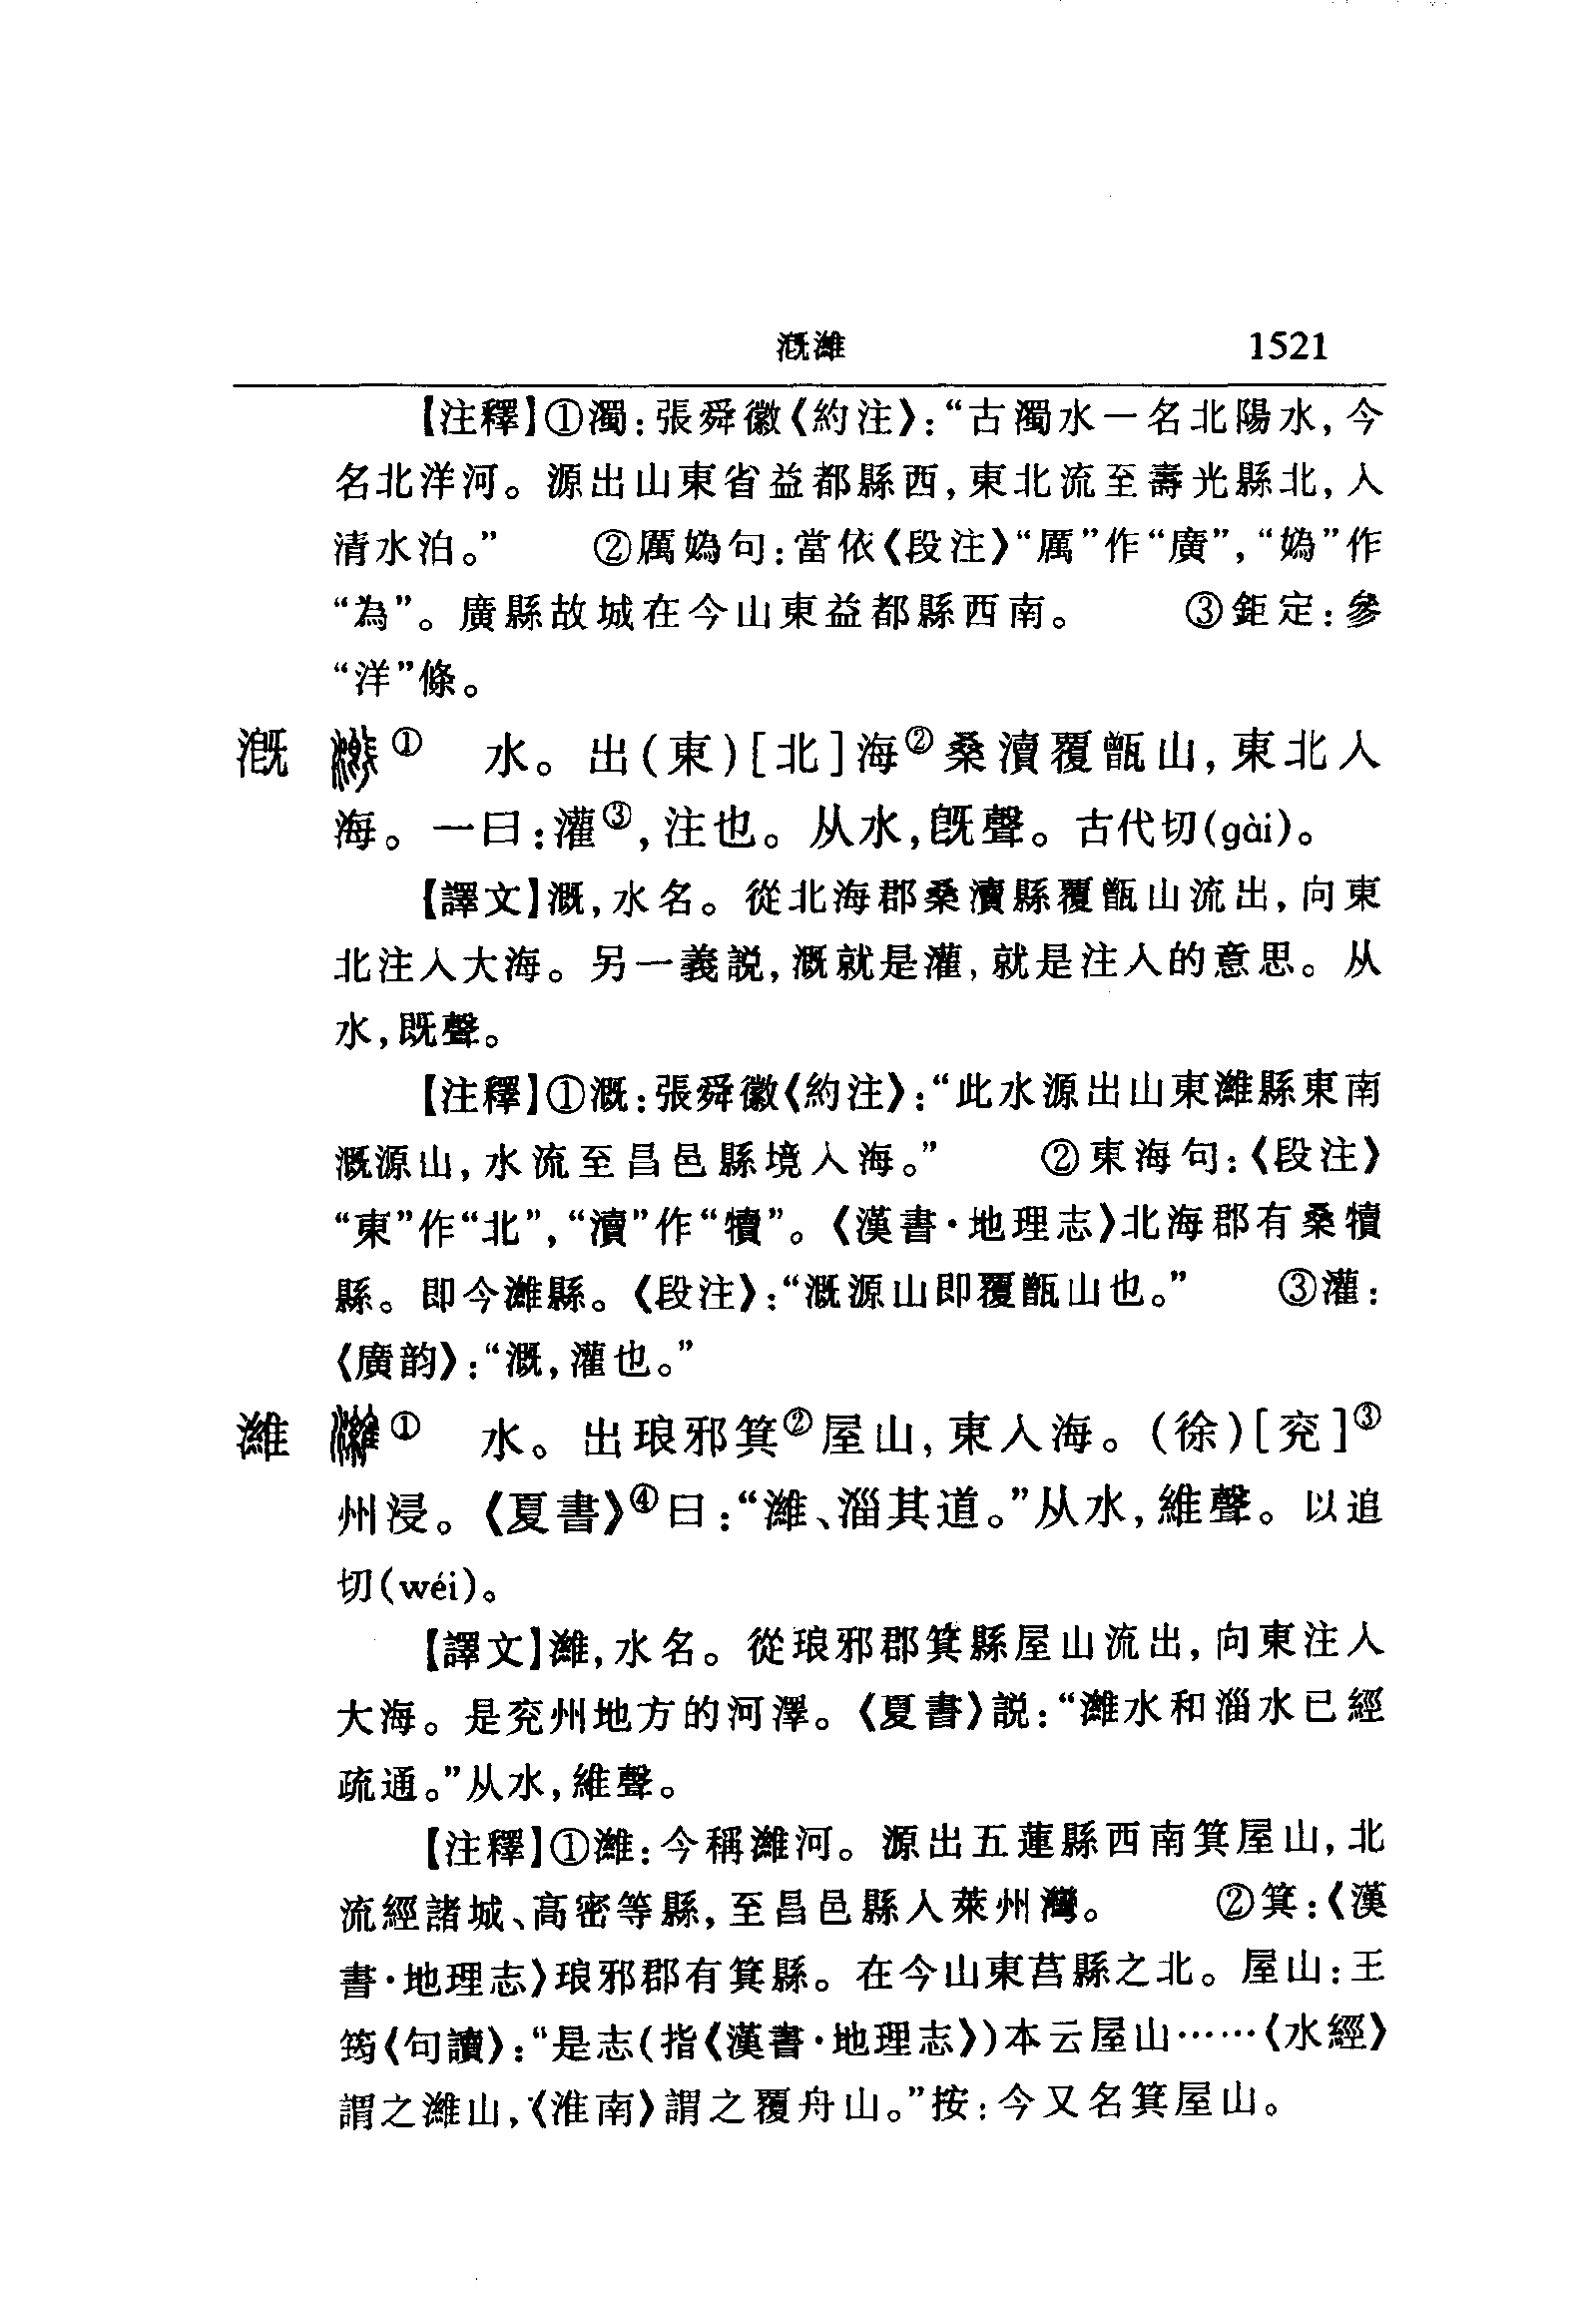 溉濰 1521
【注釋】①濁:張舜徽《約注》:“古濁水一名北陽水,今
名北洋河。源出山東省益都縣西,東北流至壽光縣北,入
清水泊。” ②厲嬀句:當依《段注》“厲”作“廣”,“嬀”作
“為”。廣縣故城在今山東益都縣西南。 ③鉅定:參
“洋”條。
溉 ① 水。出(東)[北]海②桑瀆覆甑山,東北入
海。一曰:灌③,注也。从水,旣聲。古代切(gài)。
【譯文】溉,水名。從北海郡桑瀆縣覆甑山流出,向東
北注入大海。另一義説,溉就是灌,就是注入的意思。从
水,既聲。
【注釋】①溉:張舜徽《約注》:“此水源出山東濰縣東南
溉源山,水流至昌邑縣境入海。” ②東海句:《段注》
“東”作“北”,“瀆”作“犢”。《漢書·地理志》北海郡有桑犢
縣。即今濰縣。《段注》:“溉源山即覆甑山也。” ③灌:
《廣韵》:“溉,灌也。”
濰 ① 水。出琅邪箕②屋山,東入海。(徐)[兖]③
州浸。《夏書》④曰:“濰、淄其道。”从水,維聲。以追
切(wéi)。
【譯文】濰,水名。從琅邪郡箕縣屋山流出,向東注入
大海。是兖州地方的河澤。《夏書》説:“濰水和淄水已經
疏通。”从水,維聲。
【注釋】①濰:今稱濰河。源出五蓮縣西南箕屋山,北
流經諸城、高密等縣,至昌邑縣入萊州灣。 ②箕:《漢
書·地理志》琅邪郡有箕縣。在今山東莒縣之北。屋山:王
筠《句讀》:“是志(指《漢書·地理志》)本云屋山……《水經》
謂之濰山,《淮南》謂之覆舟山。”按:今又名箕屋山。